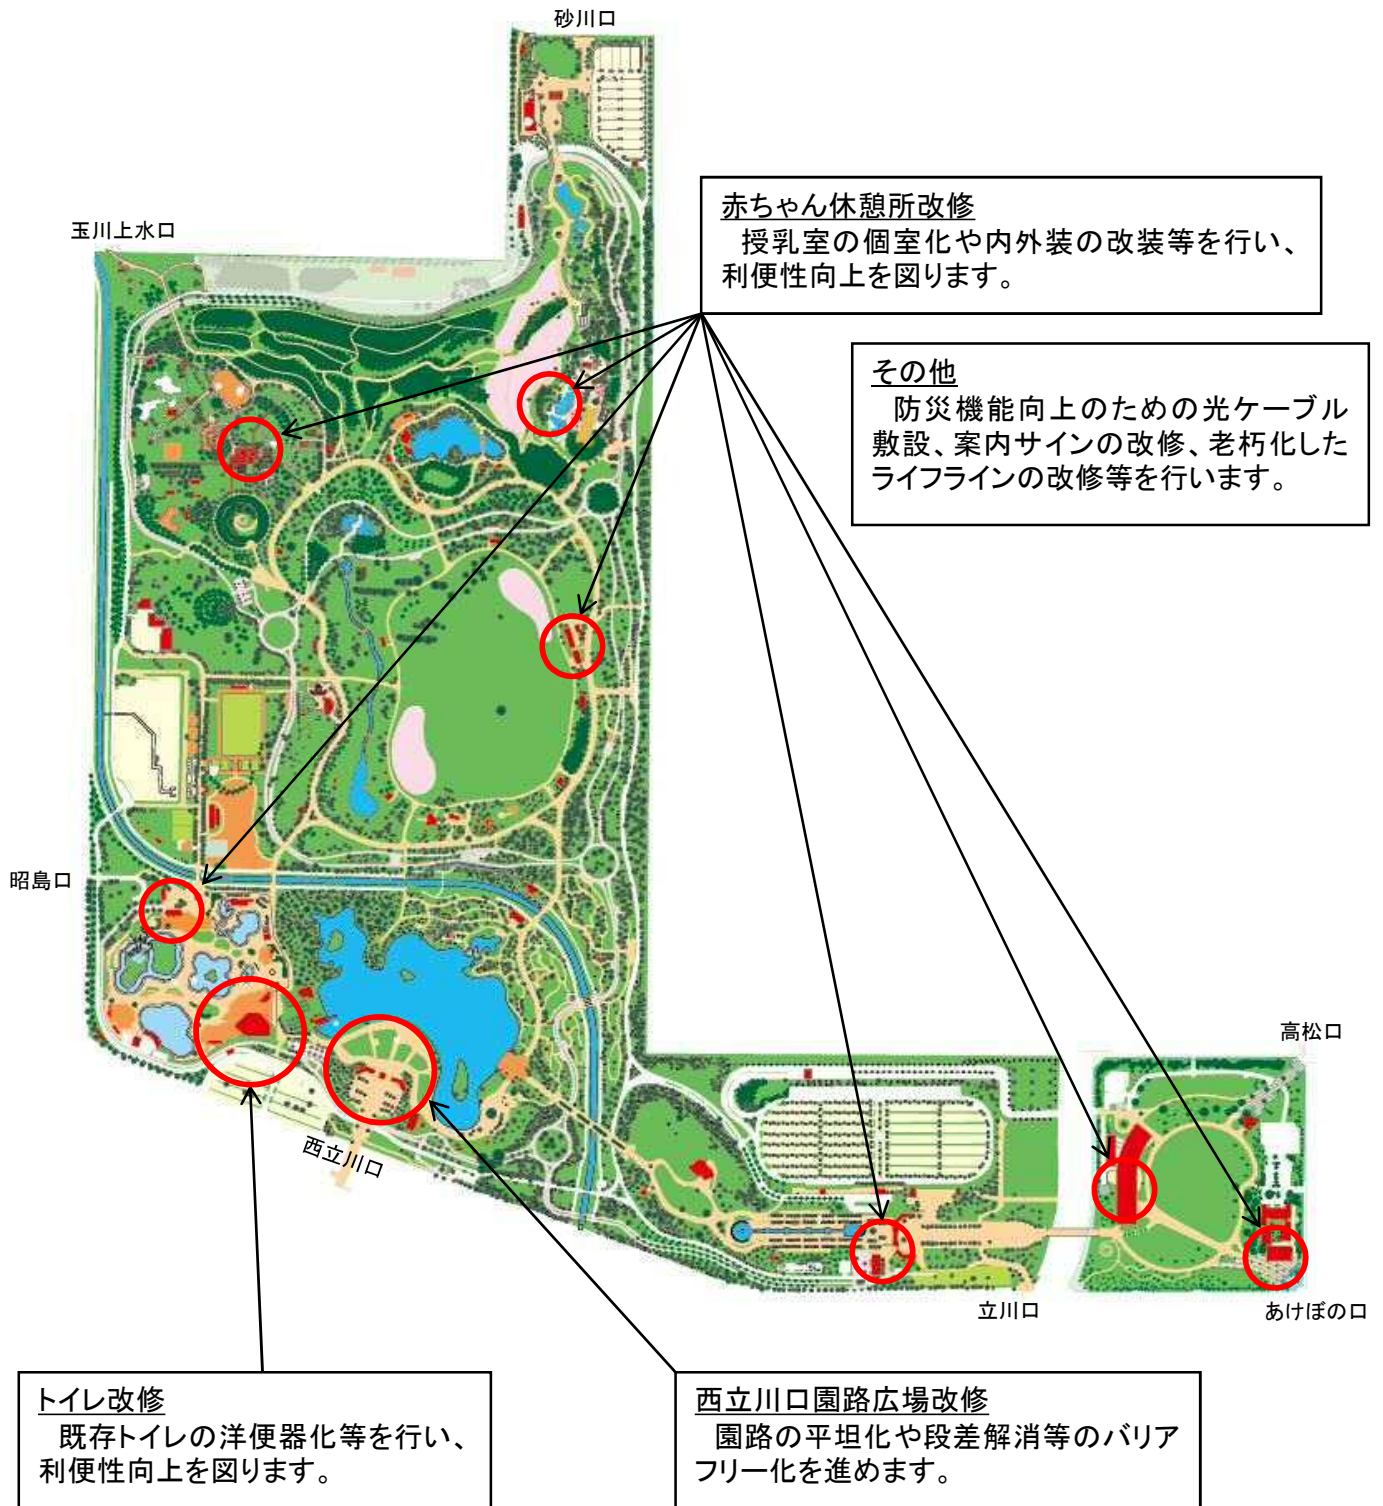 砂川口
赤ちゃん休憩所改修
授乳室の個室化や内外装の改装等を行い、
利便性向上を図ります。
玉川上水口
その他
防災機能向上のための光ケーブル
敷設、案内サインの改修、老朽化した
ライフラインの改修等を行います。
昭島口
高松口
西立川口
立川口
あけぼの口
トイレ改修
既存トイレの洋便器化等を行い、
利便性向上を図ります。
西立川口園路広場改修
園路の平坦化や段差解消等のバリア
フリー化を進めます。